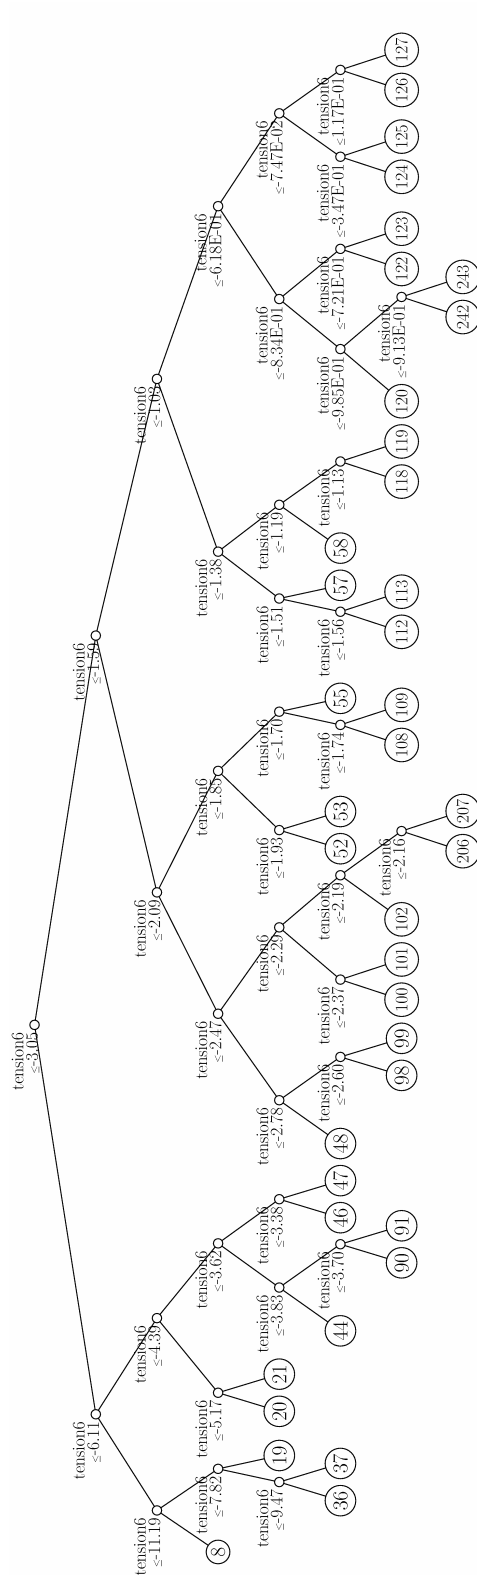 tension6
≤-3.05
tension6
≤-6.11
tension6
≤-1.59
tension6
≤-11.19
tension6
≤-4.39
tension6
≤-2.09
tension6
≤-1.03
8
tension6
≤-7.82
tension6
≤-5.17
tension6
≤-3.62
tension6
≤-2.47
tension6
≤-1.85
tension6
≤-1.38
tension6
≤-6.18E-01
tension6
≤-9.47
19
20
21
tension6
≤-3.83
tension6
≤-3.38
tension6
≤-2.78
tension6
≤-2.29
tension6
≤-1.93
tension6
≤-1.70
tension6
≤-1.51
tension6
≤-1.19
tension6
≤-8.34E-01
tension6
≤-7.47E-02
36
37
44
tension6
≤-3.70
46
47
48
tension6
≤-2.60
tension6
≤-2.37
tension6
≤-2.19
52
53
tension6
≤-1.74
55
tension6
≤-1.56
57
58
tension6
≤-1.13
tension6
≤-9.85E-01
tension6
≤-7.21E-01
tension6
≤-3.47E-01
tension6
≤1.17E-01
90
91
98
99
100
101
102
tension6
≤-2.16
108
109
112
113
118
119
120
tension6
≤-9.13E-01
122
123
124
125
126
127
206
207
242
243